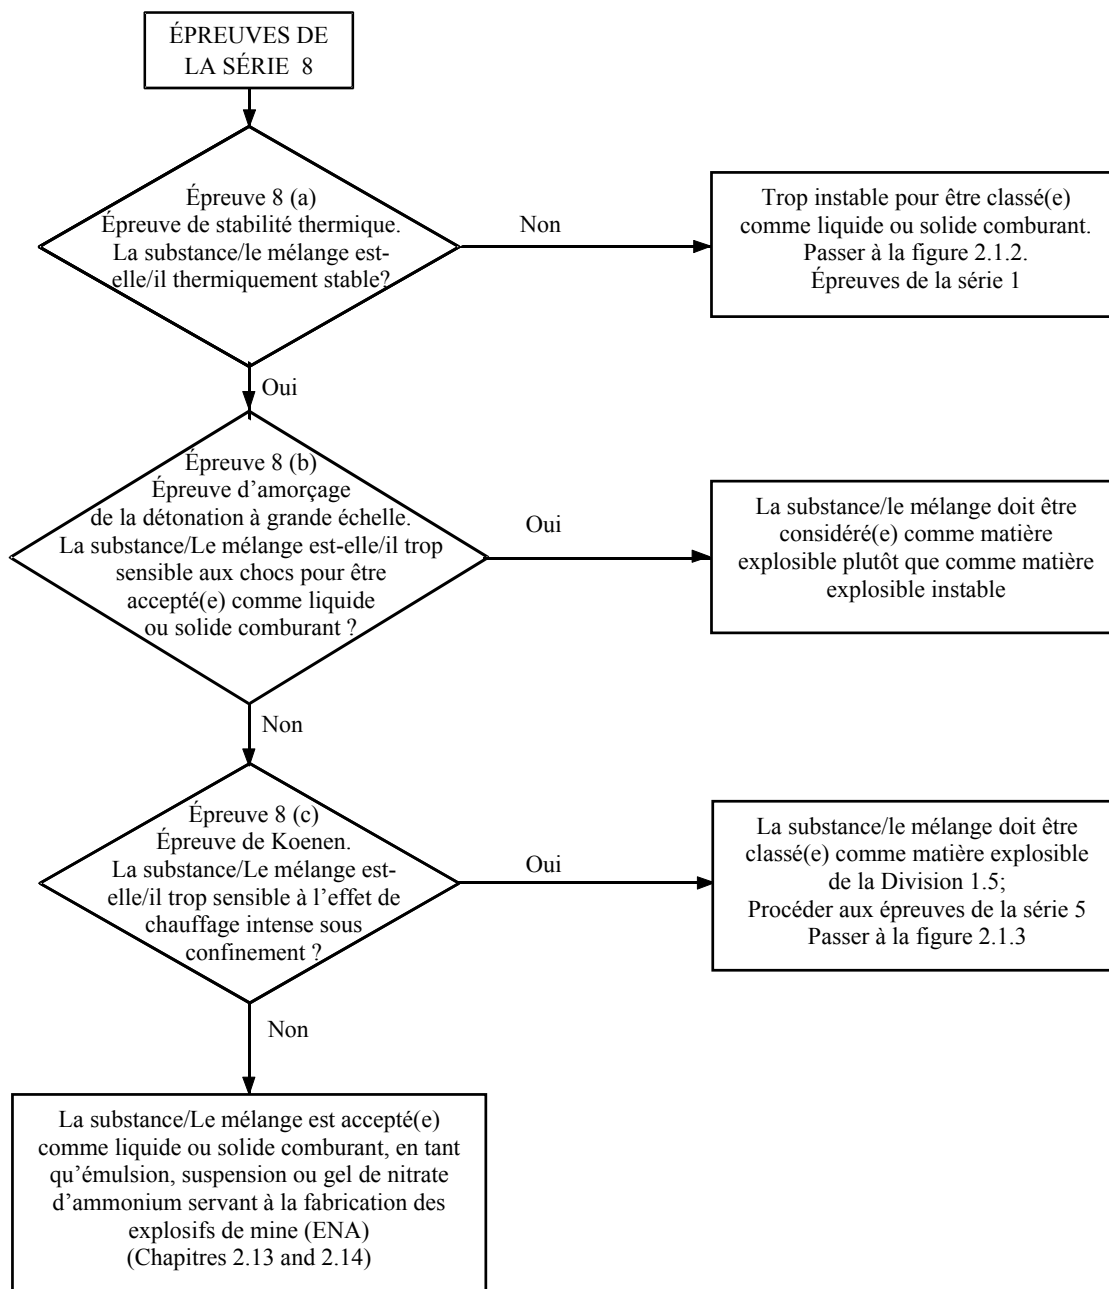 ÉPREUVES DE
LA SÉRIE 8
Épreuve 8 (a)
Épreuve de stabilité thermique.
La substance/le mélange est-
elle/il thermiquement stable?
Non
Trop instable pour être classé(e)
comme liquide ou solide comburant.
Passer à la figure 2.1.2.
Épreuves de la série 1
Oui
Épreuve 8 (b)
Épreuve d’amorçage
de la détonation à grande échelle.
La substance/Le mélange est-elle/il trop
sensible aux chocs pour être
accepté(e) comme liquide
ou solide comburant ?
Oui
La substance/le mélange doit être
considéré(e) comme matière
explosible plutôt que comme matière
explosible instable
Non
Épreuve 8 (c)
Épreuve de Koenen.
La substance/Le mélange est-
elle/il trop sensible à l’effet de
chauffage intense sous
confinement ?
Oui
La substance/le mélange doit être
classé(e) comme matière explosible
de la Division 1.5;
Procéder aux épreuves de la série 5
Passer à la figure 2.1.3
Non
La substance/Le mélange est accepté(e)
comme liquide ou solide comburant, en tant
qu’émulsion, suspension ou gel de nitrate
d’ammonium servant à la fabrication des
explosifs de mine (ENA)
(Chapitres 2.13 and 2.14)